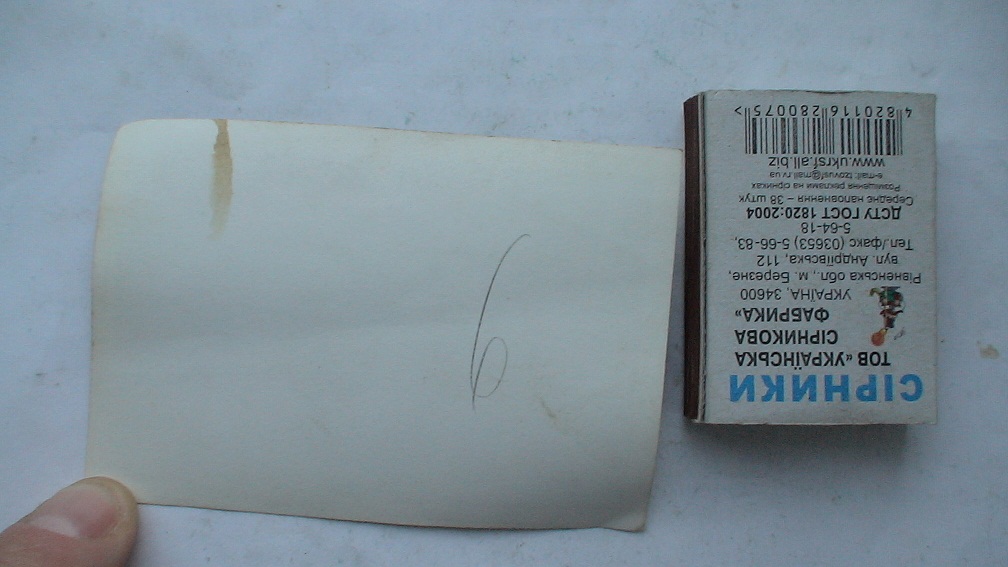 6
СІРНИКИ
ТОВ «УКРАЇНСЬКА
СІРНИКОВА
ФАБРИКА»
УКРАЇНА, 34600
Рівненська обл., м. Березне,
вул. Андріївська, 112
Тел./факс (03653) 5-66-83,
5-64-18
ДСТУ ГОСТ 1820:2004
Середнє наповнення – 38 штук
Розміщення реклами на сірниках
e-mail: tzovusf@mail.rv.ua
www.ukrsf.all.biz
4 820116 280075 >